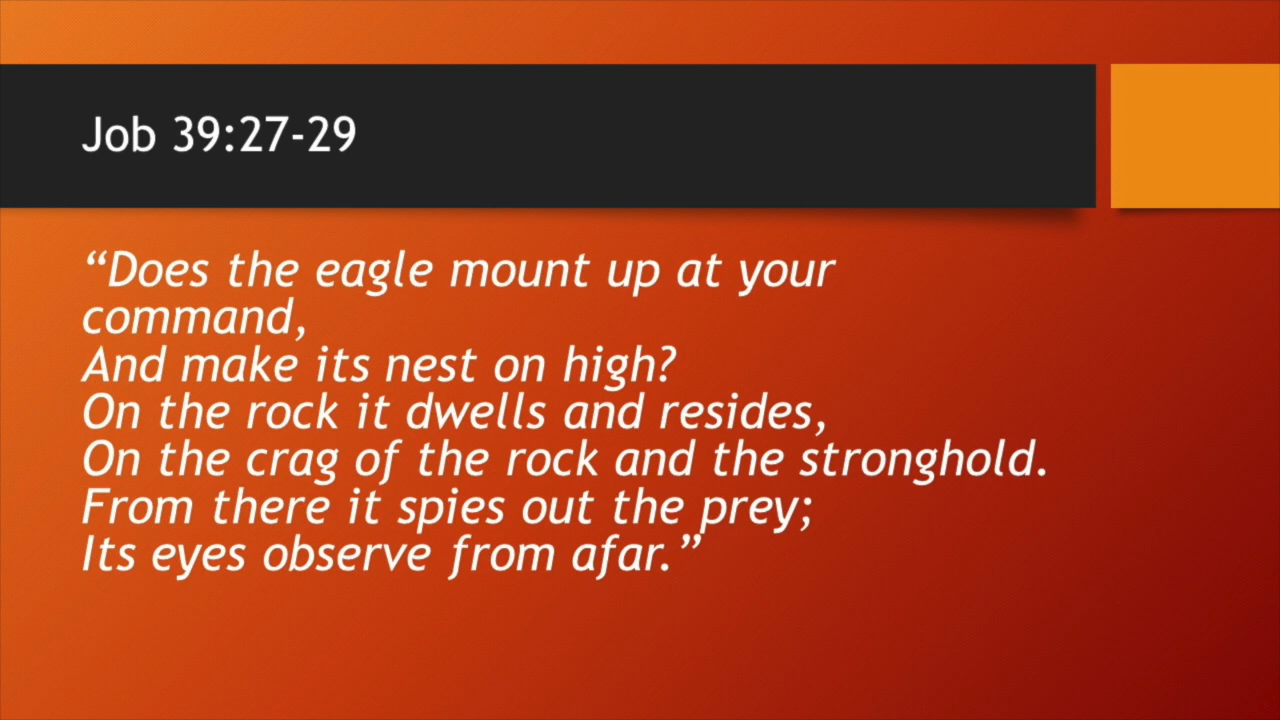 Job 39:27-29
“Does the eagle mount up at your
command,
And make its nest on high?
On the rock it dwells and resides,
On the crag of the rock and the stronghold.
From there it spies out the prey;
Its eyes observe from afar.”